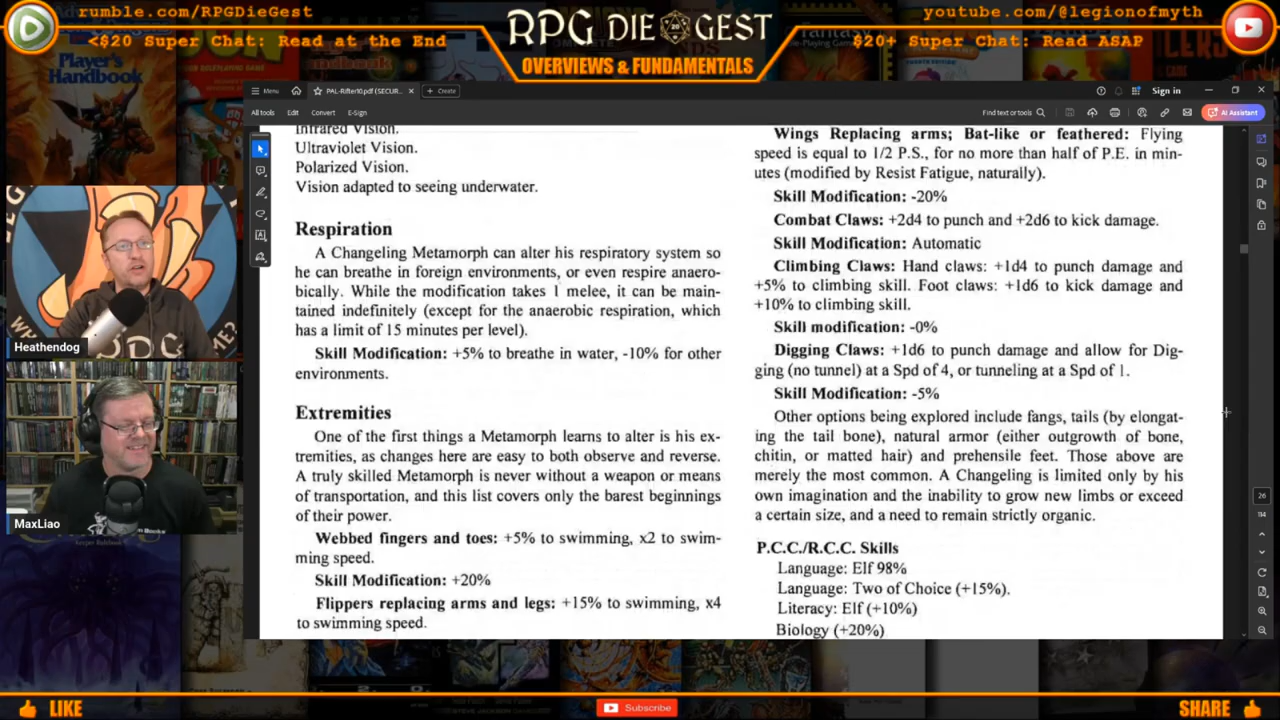 rumble.com/RPGDieGest
<$20 Super Chat: Read at the End
RPG DIE GEST
OVERVIEWS & FUNDAMENTALS
youtube.com/@legionofmyth
$20+ Super Chat: Read ASAP
Player's
Handbook
Menu
PAL-Rifter10.pdf (SECUR...
+ Create
Sign in
All tools
Edit
Convert
E-Sign
Find text or tools
AI Assistant
Infrared Vision.
Ultraviolet Vision.
Polarized Vision.
Vision adapted to seeing underwater.
Respiration
A Changeling Metamorph can alter his respiratory system so
he can breathe in foreign environments, or even respire anaero-
bically. While the modification takes 1 melee, it can be main-
tained indefinitely (except for the anaerobic respiration, which
has a limit of 15 minutes per level).
Skill Modification: +5% to breathe in water, -10% for other
environments.
Extremities
One of the first things a Metamorph learns to alter is his ex-
tremities, as changes here are easy to both observe and reverse.
A truly skilled Metamorph is never without a weapon or means
of transportation, and this list covers only the barest beginnings
of their power.
Webbed fingers and toes: +5% to swimming, x2 to swim-
ming speed.
Skill Modification: +20%
Flippers replacing arms and legs: +15% to swimming, x4
to swimming speed.
Wings Replacing arms; Bat-like or feathered: Flying
speed is equal to 1/2 P.S., for no more than half of P.E. in min-
utes (modified by Resist Fatigue, naturally).
Skill Modification: -20%
Combat Claws: +2d4 to punch and +2d6 to kick damage.
Skill Modification: Automatic
Climbing Claws: Hand claws: +1d4 to punch damage and
+5% to climbing skill. Foot claws: +1d6 to kick damage and
+10% to climbing skill.
Skill modification: -0%
Digging Claws: +1d6 to punch damage and allow for Dig-
ging (no tunnel) at a Spd of 4, or tunneling at a Spd of 1.
Skill Modification: -5%
Other options being explored include fangs, tails (by elongat-
ing the tail bone), natural armor (either outgrowth of bone,
chitin, or matted hair) and prehensile feet. Those above are
merely the most common. A Changeling is limited only by his
own imagination and the inability to grow new limbs or exceed
a certain size, and a need to remain strictly organic.
P.C.C./R.C.C. Skills
Language: Elf 98%
Language: Two of Choice (+15%).
Literacy: Elf (+10%)
Biology (+20%)
26
114
Heathendog
MaxLiao
LIKE
Subscribe
SHARE